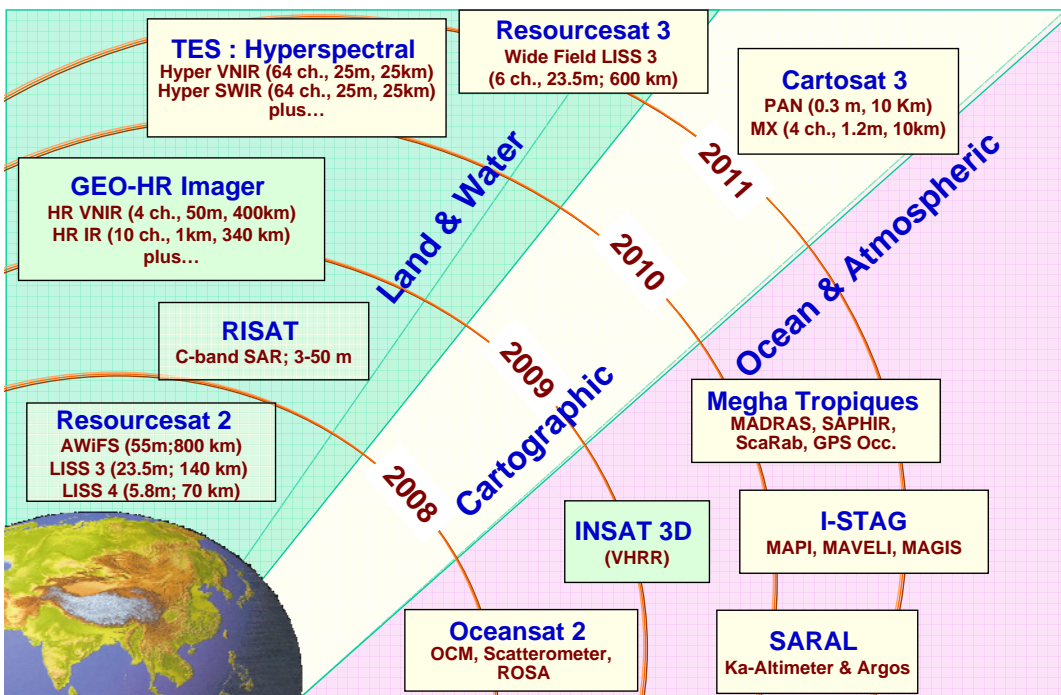 TES : Hyperspectral
Hyper VNIR (64 ch., 25m, 25km)
Hyper SWIR (64 ch., 25m, 25km)
plus…
Resourcesat 3
Wide Field LISS 3
(6 ch., 23.5m; 600 km)
Cartosat 3
PAN (0.3 m, 10 Km)
MX (4 ch., 1.2m, 10km)
GEO-HR Imager
HR VNIR (4 ch., 50m, 400km)
HR IR (10 ch., 1km, 340 km)
plus…
Land & Water
2011
2010
Ocean & Atmospheric
RISAT
C-band SAR; 3-50 m
2009
Cartographic
Resourcesat 2
AWiFS (55m;800 km)
LISS 3 (23.5m; 140 km)
LISS 4 (5.8m; 70 km)
2008
Megha Tropiques
MADRAS, SAPHIR,
ScaRab, GPS Occ.
INSAT 3D
(VHRR)
I-STAG
MAPI, MAVELI, MAGIS
Oceansat 2
OCM, Scatterometer,
ROSA
SARAL
Ka-Altimeter & Argos